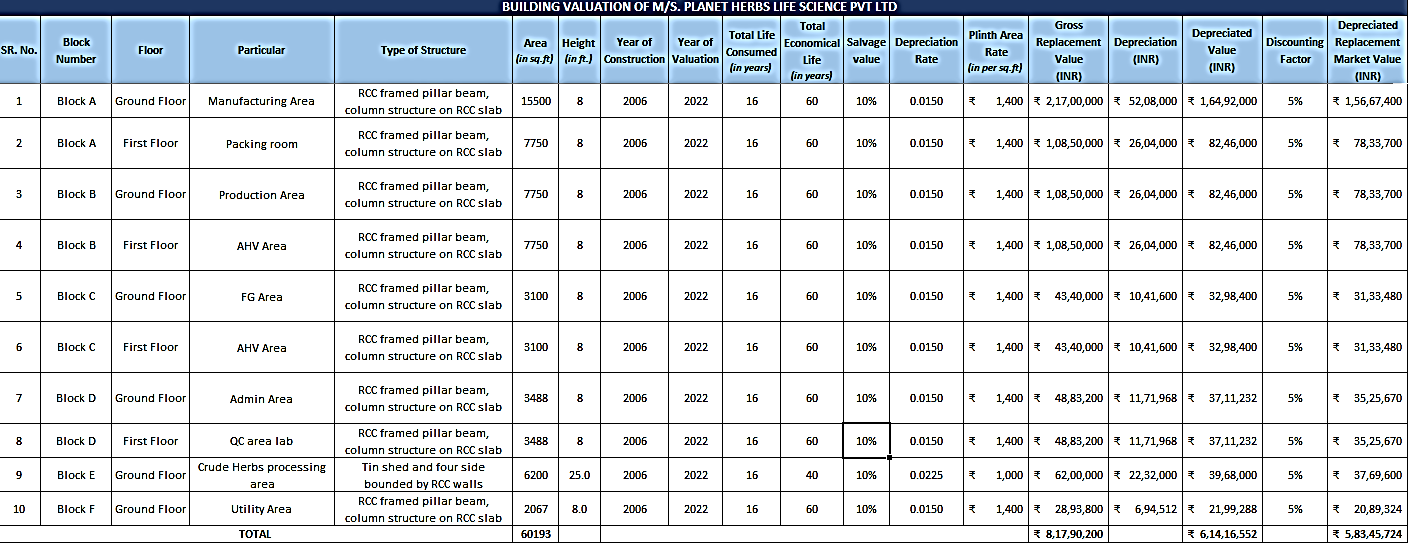 BUILDING VALUATION OF M/S. PLANET HERBS LIFE SCIENCE PVT LTD
SR. No. Block Number Floor Particular Type of Structure Area (in sq.ft) Height (in ft.) Year of Construction Year of Valuation Total Life Consumed (in years) Total Economical Life (in years) Salvage value Depreciation Rate Plinth Area Rate (in per sq.ft) Gross Replacement Value (INR) Depreciation (INR) Depreciated Value (INR) Discounting Factor Depreciated Replacement Market Value (INR)
1 Block A Ground Floor Manufacturing Area RCC framed pillar beam, column structure on RCC slab 15500 8 2006 2022 16 60 10% 0.0150 ₹ 1,400 ₹ 2,17,00,000 ₹ 52,08,000 ₹ 1,64,92,000 5% ₹ 1,56,67,400
2 Block A First Floor Packing room RCC framed pillar beam, column structure on RCC slab 7750 8 2006 2022 16 60 10% 0.0150 ₹ 1,400 ₹ 1,08,50,000 ₹ 26,04,000 ₹ 82,46,000 5% ₹ 78,33,700
3 Block B Ground Floor Production Area RCC framed pillar beam, column structure on RCC slab 7750 8 2006 2022 16 60 10% 0.0150 ₹ 1,400 ₹ 1,08,50,000 ₹ 26,04,000 ₹ 82,46,000 5% ₹ 78,33,700
4 Block B First Floor AHV Area RCC framed pillar beam, column structure on RCC slab 7750 8 2006 2022 16 60 10% 0.0150 ₹ 1,400 ₹ 1,08,50,000 ₹ 26,04,000 ₹ 82,46,000 5% ₹ 78,33,700
5 Block C Ground Floor FG Area RCC framed pillar beam, column structure on RCC slab 3100 8 2006 2022 16 60 10% 0.0150 ₹ 1,400 ₹ 43,40,000 ₹ 10,41,600 ₹ 32,98,400 5% ₹ 31,33,480
6 Block C First Floor AHV Area RCC framed pillar beam, column structure on RCC slab 3100 8 2006 2022 16 60 10% 0.0150 ₹ 1,400 ₹ 43,40,000 ₹ 10,41,600 ₹ 32,98,400 5% ₹ 31,33,480
7 Block D Ground Floor Admin Area RCC framed pillar beam, column structure on RCC slab 3488 8 2006 2022 16 60 10% 0.0150 ₹ 1,400 ₹ 48,83,200 ₹ 11,71,968 ₹ 37,11,232 5% ₹ 35,25,670
8 Block D First Floor QC area lab RCC framed pillar beam, column structure on RCC slab 3488 8 2006 2022 16 60 10% 0.0150 ₹ 1,400 ₹ 48,83,200 ₹ 11,71,968 ₹ 37,11,232 5% ₹ 35,25,670
9 Block E Ground Floor Crude Herbs processing area Tin shed and four side bounded by RCC walls 6200 25.0 2006 2022 16 40 10% 0.0225 ₹ 1,000 ₹ 62,00,000 ₹ 22,32,000 ₹ 39,68,000 5% ₹ 37,69,600
10 Block F Ground Floor Utility Area RCC framed pillar beam, column structure on RCC slab 2067 8.0 2006 2022 16 60 10% 0.0150 ₹ 1,400 ₹ 28,93,800 ₹ 6,94,512 ₹ 21,99,288 5% ₹ 20,89,324
TOTAL 60193 ₹ 8,17,90,200 ₹ 6,14,16,552 ₹ 5,83,45,724